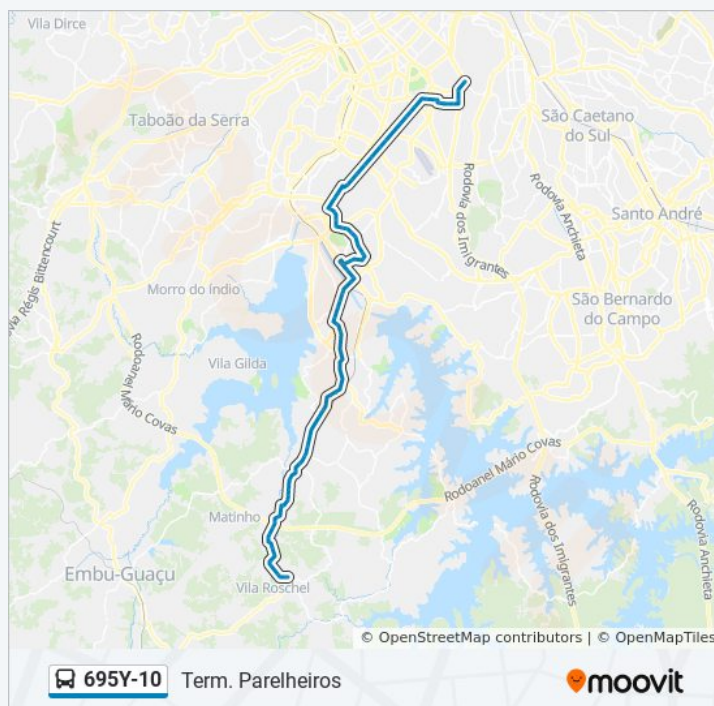 Vila Dirce
Taboão da Serra
São Caetano
do Sul
Rodovia dos Imigrantes
Rodovia Anchieta
Santo André
Régis Bittencourt
Morro do Índio
São Bernardo
do Campo
Vila Gilda
Rodoanel Mário Covas
Rodoanel Mário Covas
Matinho
Rodovia dos Imigrantes
Rodovia Anchieta
Embu-Guaçu
Vila Roschel
© OpenStreetMap contributors | © OpenMapTiles
695Y-10 Term. Parelheiros moovit